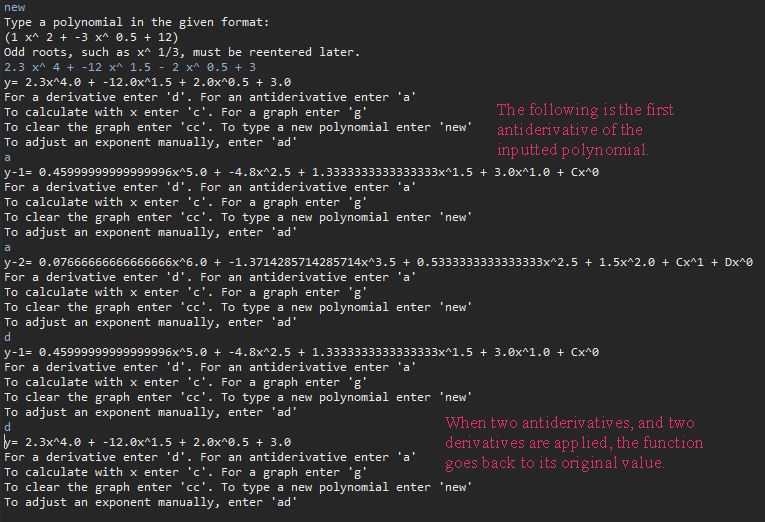 new
Type a polynomial in the given format:
(1 x^ 2 + -3 x^ 0.5 + 12)
Odd roots, such as x^ 1/3, must be reentered later.
2.3 x^ 4 + -12 x^ 1.5 - 2 x^ 0.5 + 3
y= 2.3x^4.0 + -12.0x^1.5 + 2.0x^0.5 + 3.0
For a derivative enter 'd'. For an antiderivative enter 'a'
To calculate with x enter 'c'. For a graph enter 'g'
To clear the graph enter 'cc'. To type a new polynomial enter 'new'
To adjust an exponent manually, enter 'ad'
The following is the first
antiderivative of the
inputted polynomial.
a
y-1= 0.45999999999999996x^5.0 + -4.8x^2.5 + 1.3333333333333333x^1.5 + 3.0x^1.0 + Cx^0
For a derivative enter 'd'. For an antiderivative enter 'a'
To calculate with x enter 'c'. For a graph enter 'g'
To clear the graph enter 'cc'. To type a new polynomial enter 'new'
To adjust an exponent manually, enter 'ad'
a
y-2= 0.07666666666666666x^6.0 + -1.3714285714285714x^3.5 + 0.5333333333333333x^2.5 + 1.5x^2.0 + Cx^1 + Dx^0
For a derivative enter 'd'. For an antiderivative enter 'a'
To calculate with x enter 'c'. For a graph enter 'g'
To clear the graph enter 'cc'. To type a new polynomial enter 'new'
To adjust an exponent manually, enter 'ad'
d
y-1= 0.45999999999999996x^5.0 + -4.8x^2.5 + 1.3333333333333333x^1.5 + 3.0x^1.0 + Cx^0
For a derivative enter 'd'. For an antiderivative enter 'a'
To calculate with x enter 'c'. For a graph enter 'g'
To clear the graph enter 'cc'. To type a new polynomial enter 'new'
To adjust an exponent manually, enter 'ad'
d
y= 2.3x^4.0 + -12.0x^1.5 + 2.0x^0.5 + 3.0
For a derivative enter 'd'. For an antiderivative enter 'a'
To calculate with x enter 'c'. For a graph enter 'g'
To clear the graph enter 'cc'. To type a new polynomial enter 'new'
To adjust an exponent manually, enter 'ad'
When two antiderivatives, and two
derivatives are applied, the function
goes back to its original value.